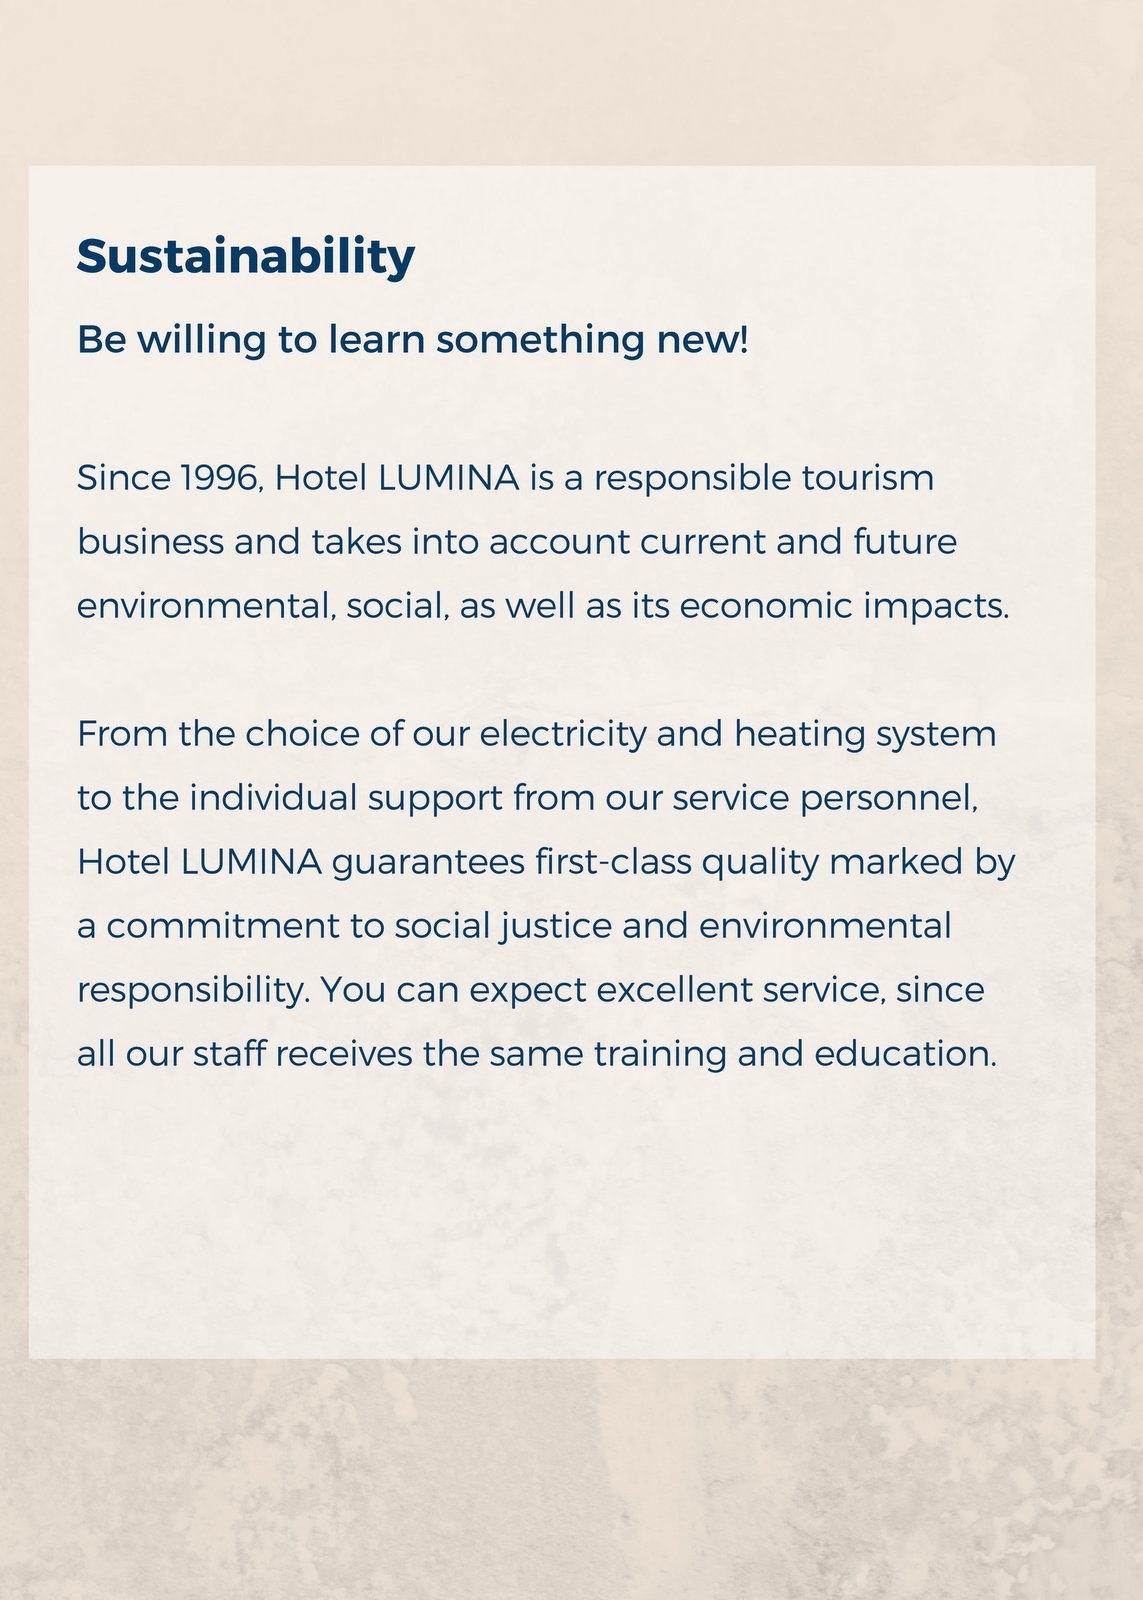 Sustainability
Be willing to learn something new!
Since 1996, Hotel LUMINA is a responsible tourism
business and takes into account current and future
environmental, social, as well as its economic impacts.
From the choice of our electricity and heating system
to the individual support from our service personnel,
Hotel LUMINA guarantees first-class quality marked by
a commitment to social justice and environmental
responsibility. You can expect excellent service, since
all our staff receives the same training and education.